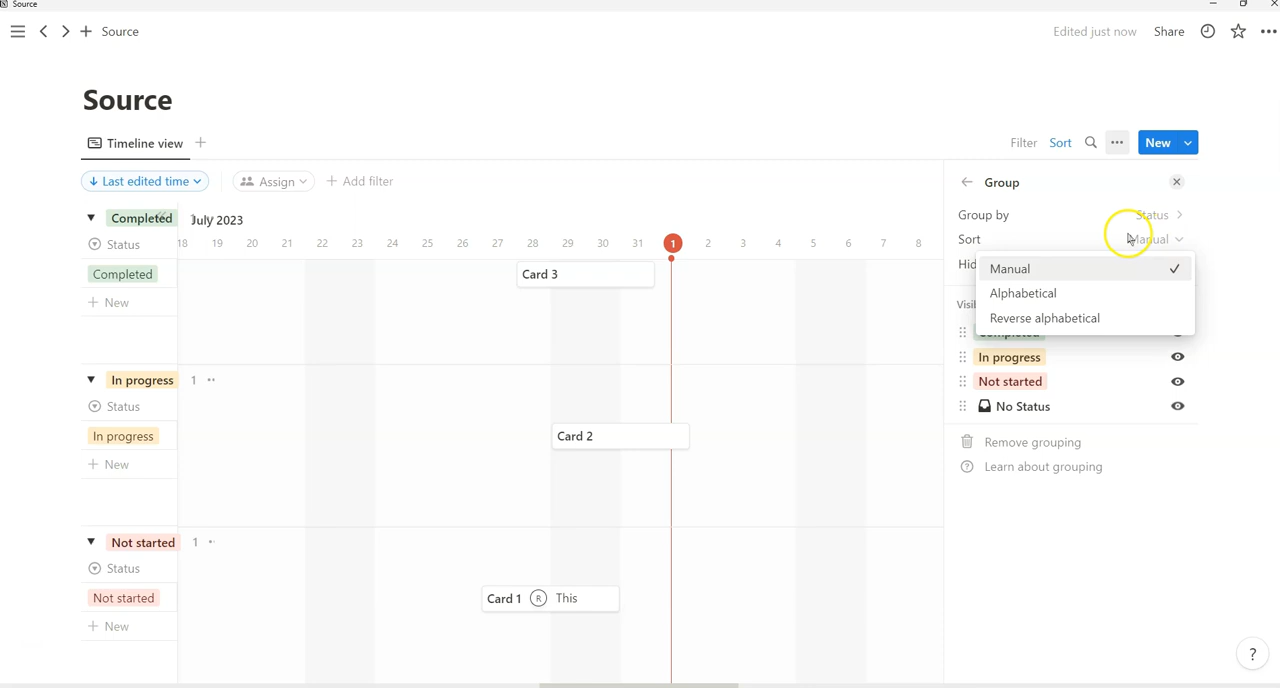 Source
Source
Edited just now Share
Source
Timeline view
Filter Sort New
Last edited time Assign Add filter
Group
Completed July 2023
Group by Status
Status
18 19 20 21 22 23 24 25 26 27 28 29 30 31 1 2 3 4 5 6 7 8
Sort Manual
Completed
Card 3
Manual
Alphabetical
Reverse alphabetical
New
Completed
In progress
Not started
No Status
In progress 1
Status
In progress
Card 2
New
Remove grouping
Learn about grouping
Not started 1
Status
Not started
Card 1 R This
New
?